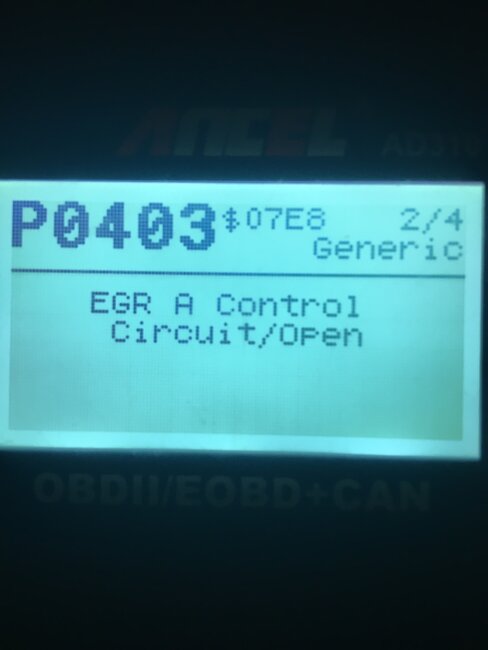 ANCEL
AD310
P0403 $07E8 2/4
Generic
EGR A Control
Circuit/Open
OBDII/EOBD+CAN